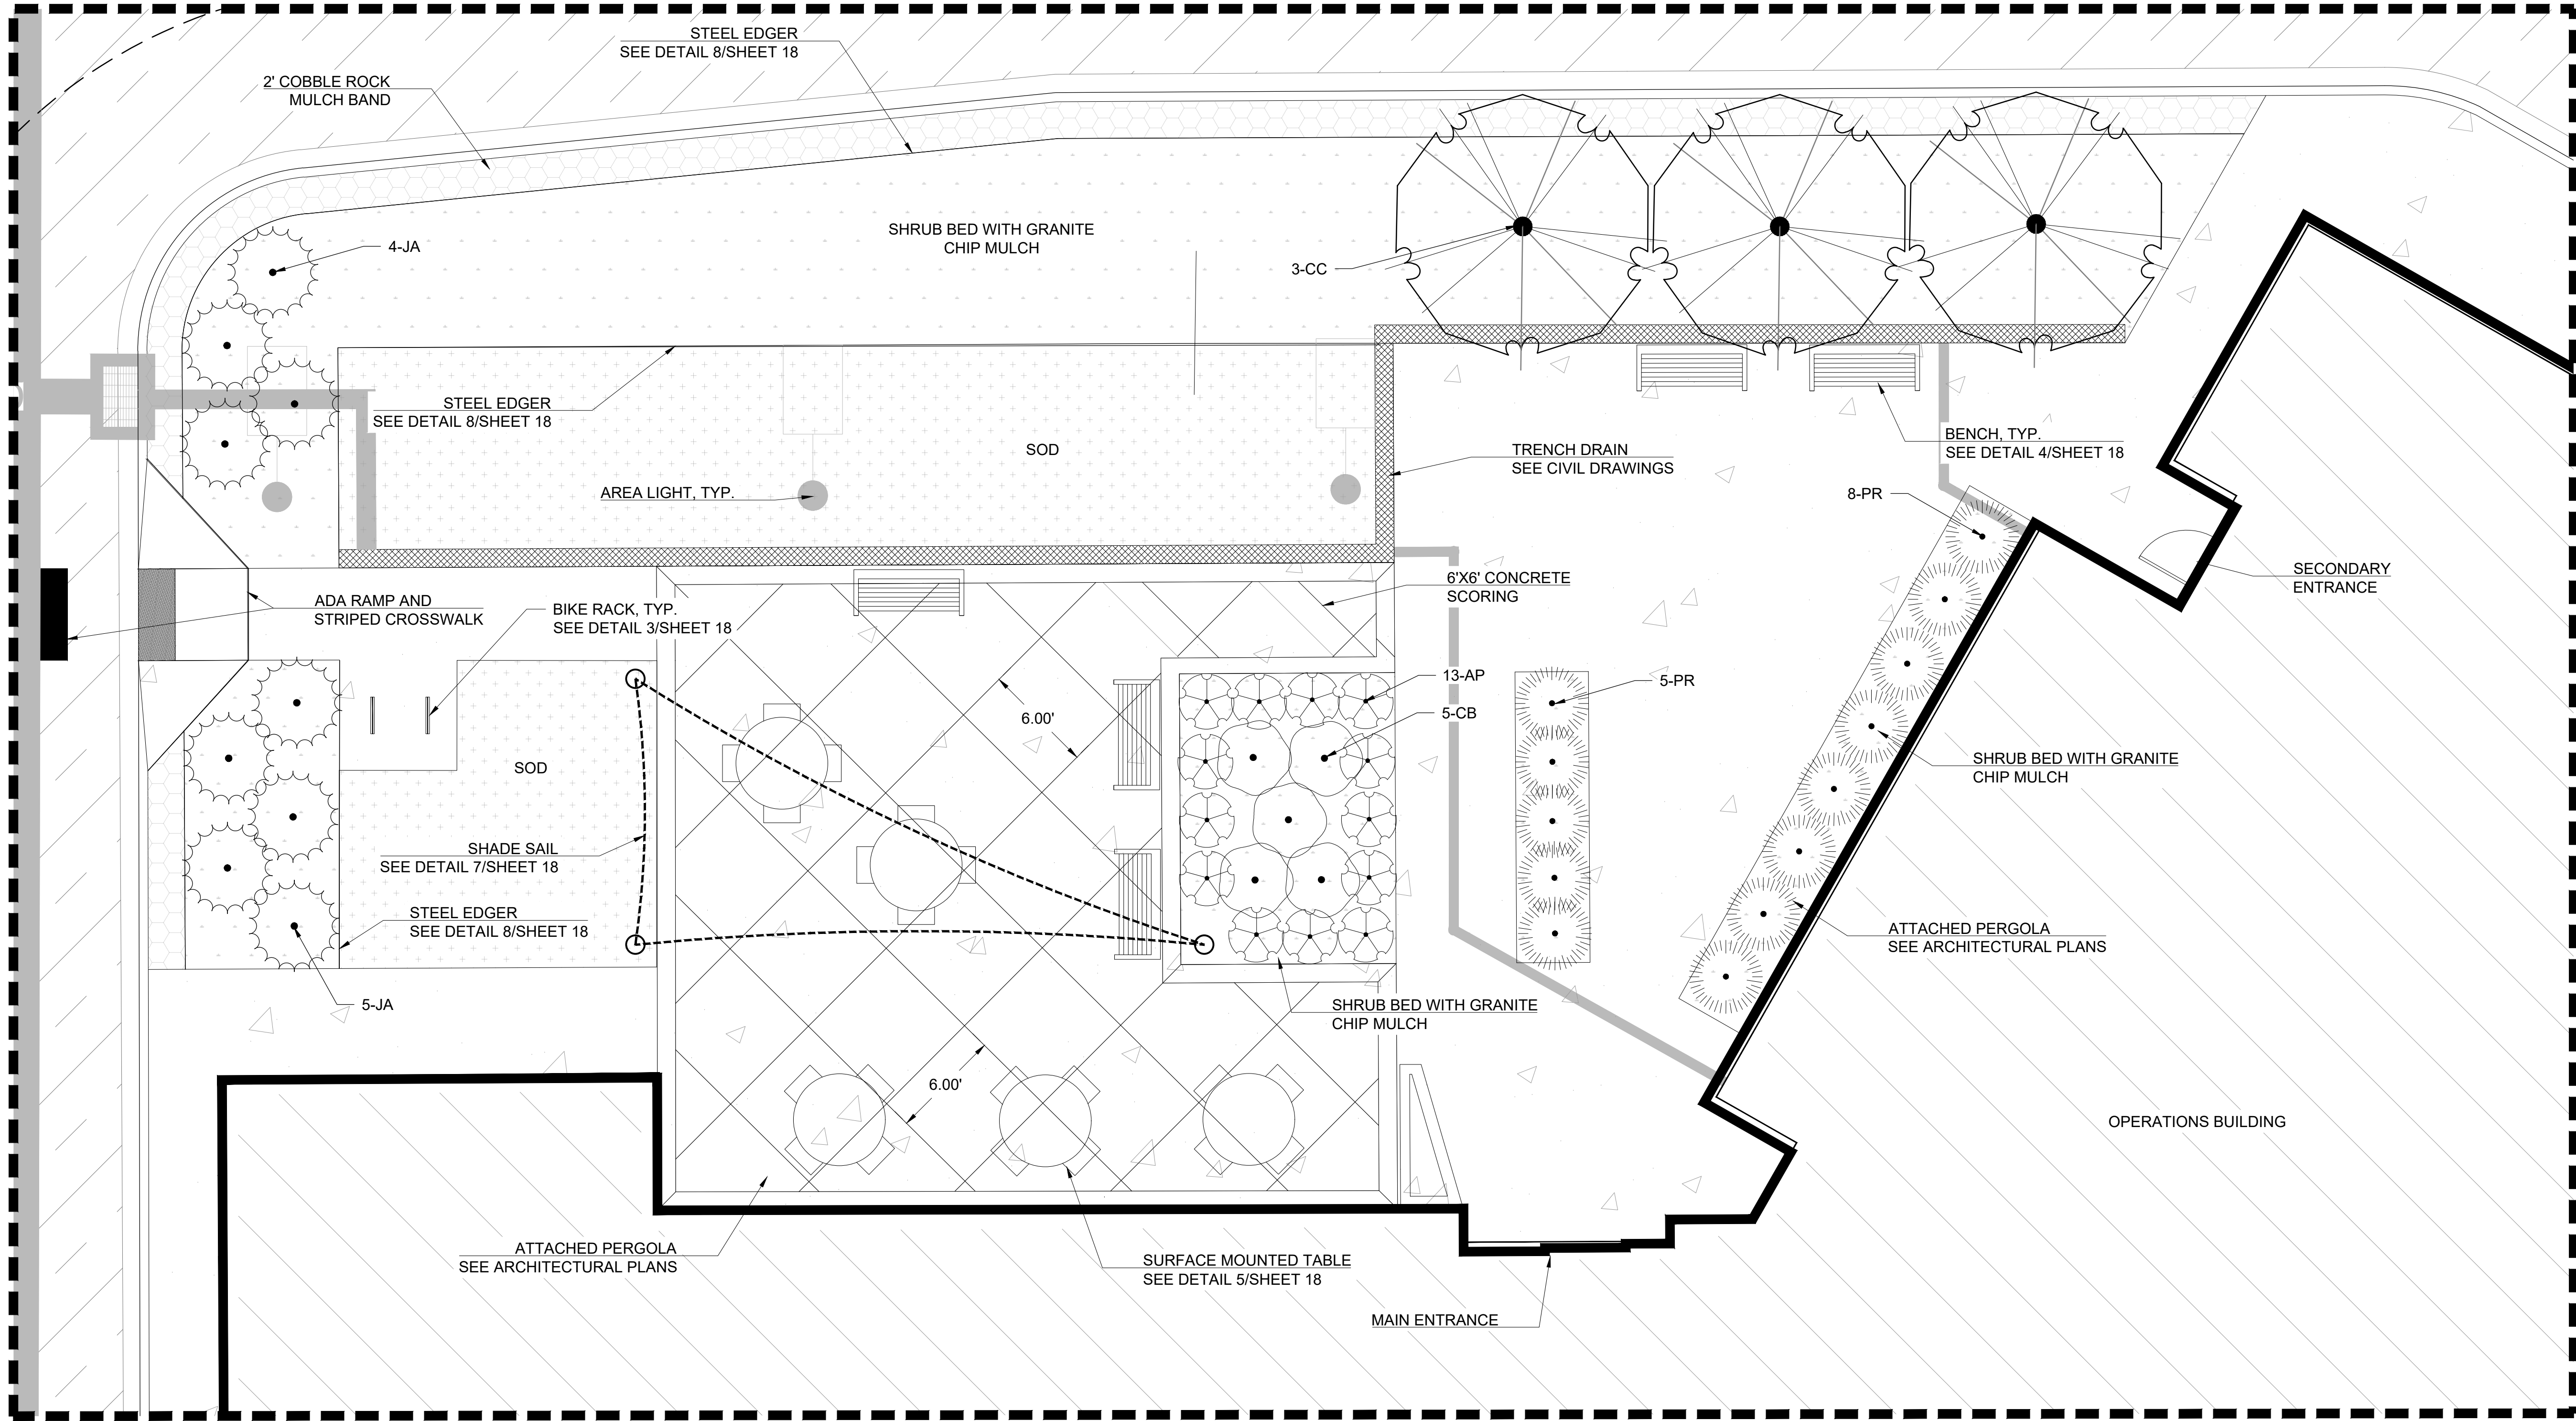 STEEL EDGER
SEE DETAIL 8/SHEET 18
2' COBBLE ROCK
MULCH BAND
SHRUB BED WITH GRANITE
CHIP MULCH
4-JA
3-CC
STEEL EDGER
SEE DETAIL 8/SHEET 18
SOD
AREA LIGHT, TYP.
TRENCH DRAIN
SEE CIVIL DRAWINGS
BENCH, TYP.
SEE DETAIL 4/SHEET 18
8-PR
SECONDARY
ENTRANCE
6'X6' CONCRETE
SCORING
ADA RAMP AND
STRIPED CROSSWALK
BIKE RACK, TYP.
SEE DETAIL 3/SHEET 18
13-AP
5-CB
5-PR
6.00'
SOD
SHRUB BED WITH GRANITE
CHIP MULCH
SHADE SAIL
SEE DETAIL 7/SHEET 18
STEEL EDGER
SEE DETAIL 8/SHEET 18
ATTACHED PERGOLA
SEE ARCHITECTURAL PLANS
5-JA
SHRUB BED WITH GRANITE
CHIP MULCH
6.00'
OPERATIONS BUILDING
ATTACHED PERGOLA
SEE ARCHITECTURAL PLANS
SURFACE MOUNTED TABLE
SEE DETAIL 5/SHEET 18
MAIN ENTRANCE